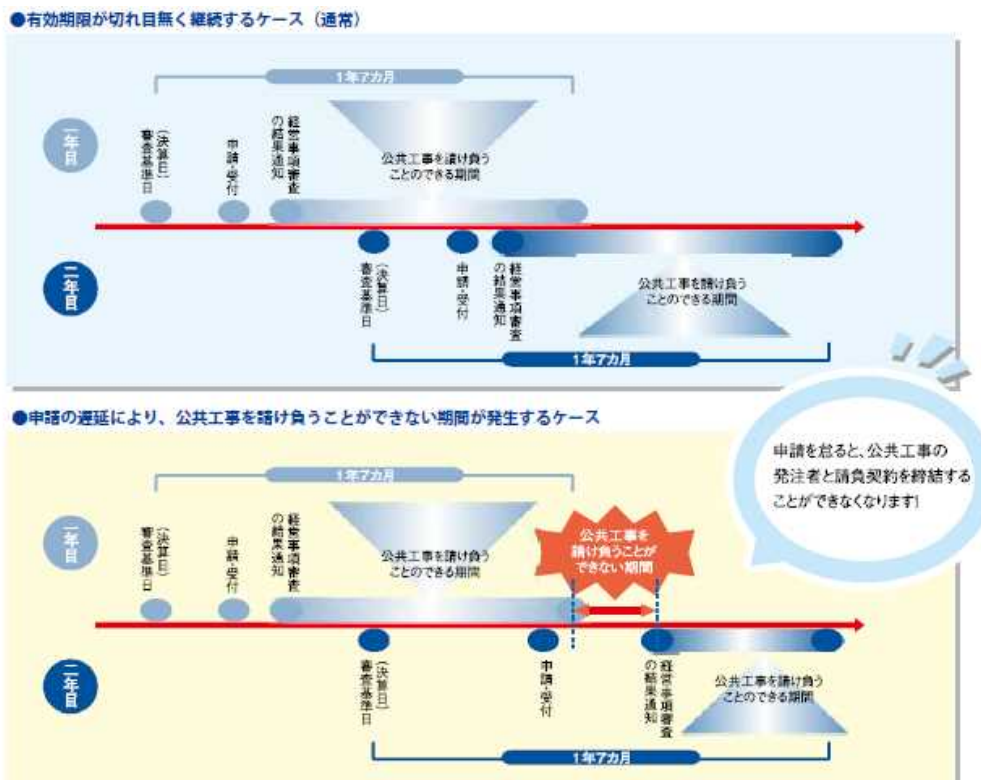 ●有効期限が切れ目無く継続するケース（通常）
1年7カ月
一年目
審査基準日
（決算日）
申請・受付
経営事項審査
の結果通知
公共工事を請け負う
ことのできる期間
二年目
審査基準日
（決算日）
申請・受付
経営事項審査
の結果通知
公共工事を請け負う
ことのできる期間
1年7カ月
●申請の遅延により、公共工事を請け負うことができない期間が発生するケース
1年7カ月
一年目
審査基準日
（決算日）
申請・受付
経営事項審査
の結果通知
公共工事を請け負う
ことのできる期間
公共工事を
請け負うことが
できない期間
申請を怠ると、公共工事の
発注者と請負契約を締結する
ことができなくなります!
二年目
審査基準日
（決算日）
申請・受付
経営事項審査
の結果通知
公共工事を請け負う
ことのできる期間
1年7カ月